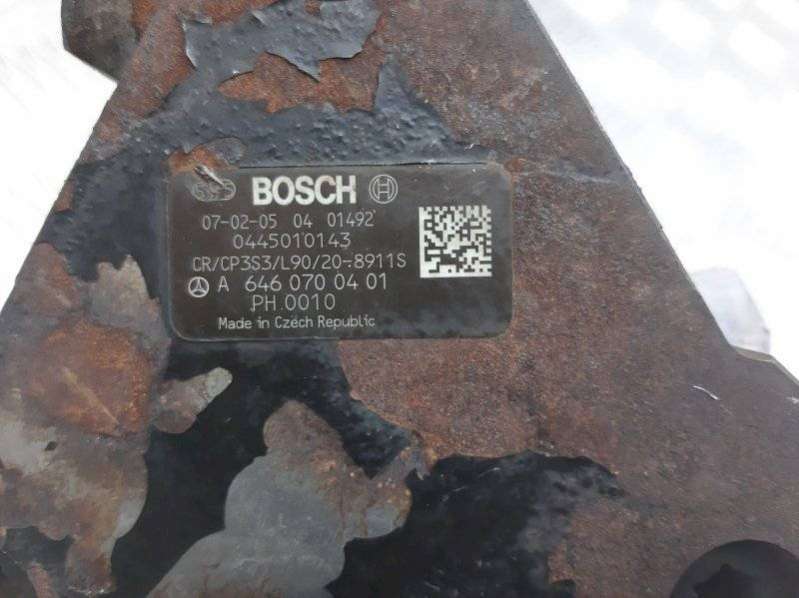 BOSCH
07-02-05 04 01492
0445010143
CR/CP3S3/L90/20-8911S
A 646 070 04 01
PH.0010
Made in Czech Republic